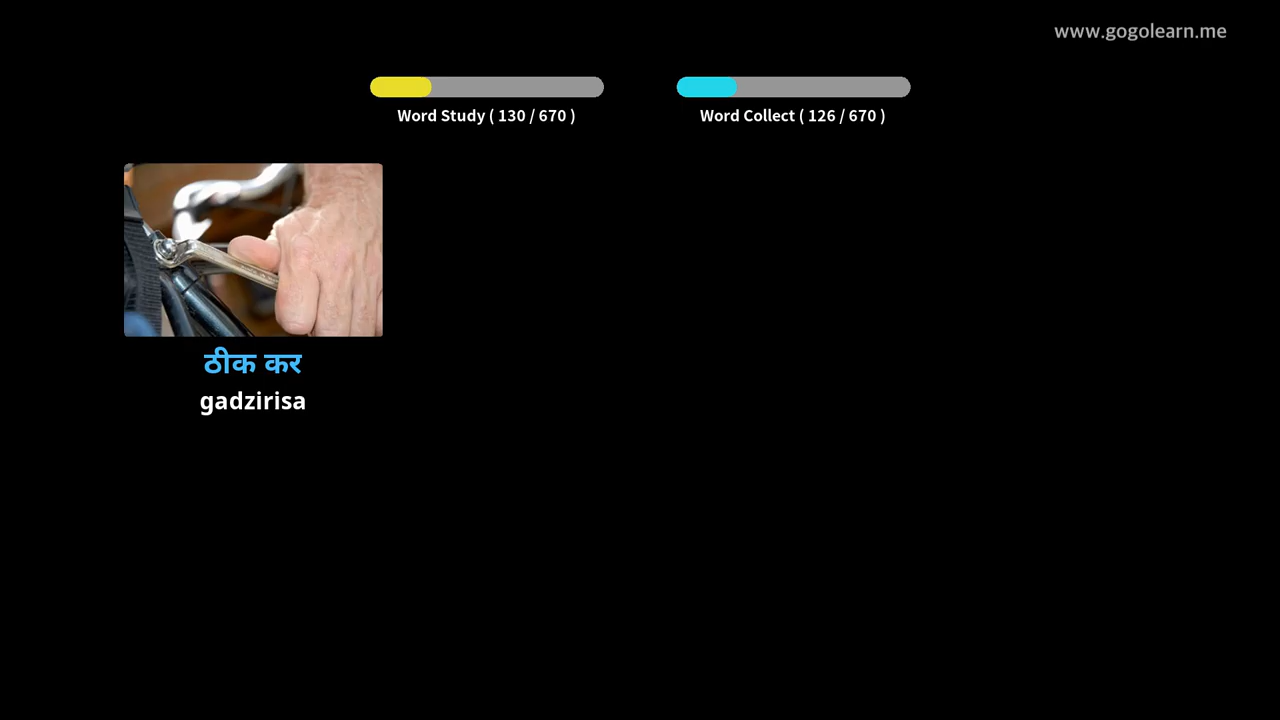 www.gogolearn.me
Word Study ( 130 / 670 )
Word Collect ( 126 / 670 )
ठीक कर
gadzirisa